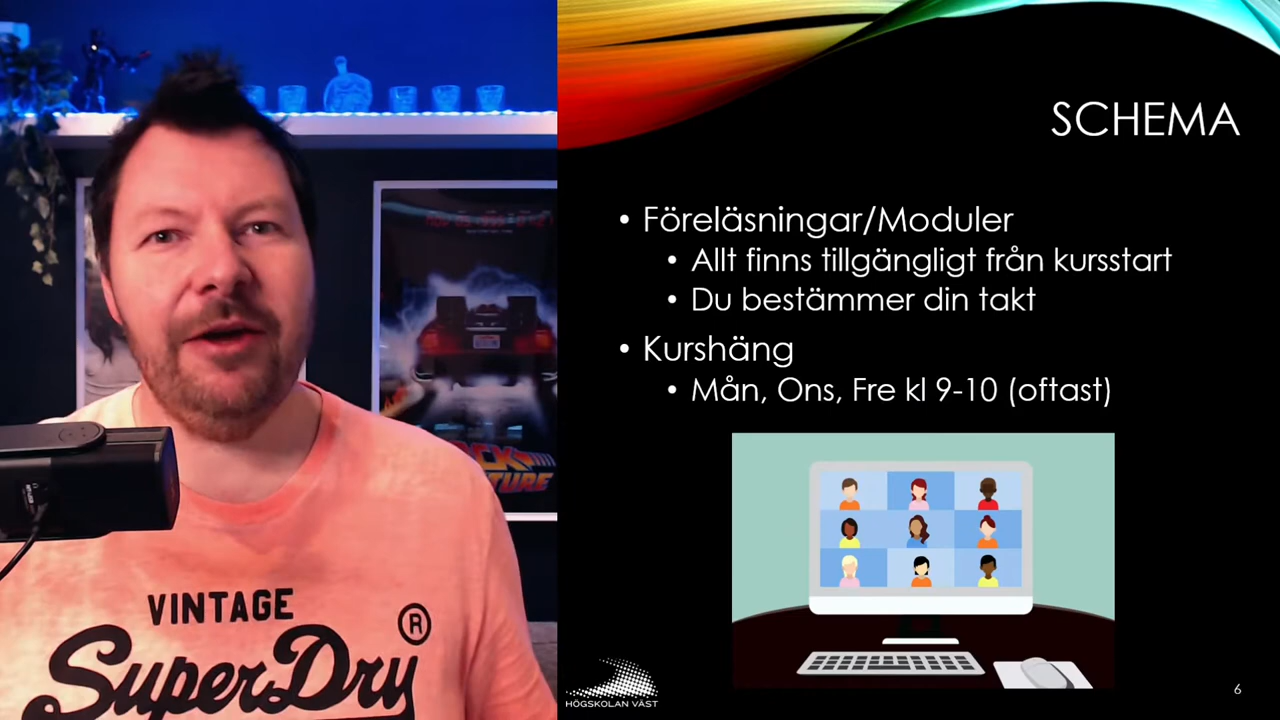 SCHEMA
• Föreläsningar/Moduler
• Allt finns tillgängligt från kursstart
• Du bestämmer din takt
• Kurshäng
• Mån, Ons, Fre kl 9-10 (oftast)
VINTAGE
SuperDry ®
HÖGSKOLAN VÄST
6